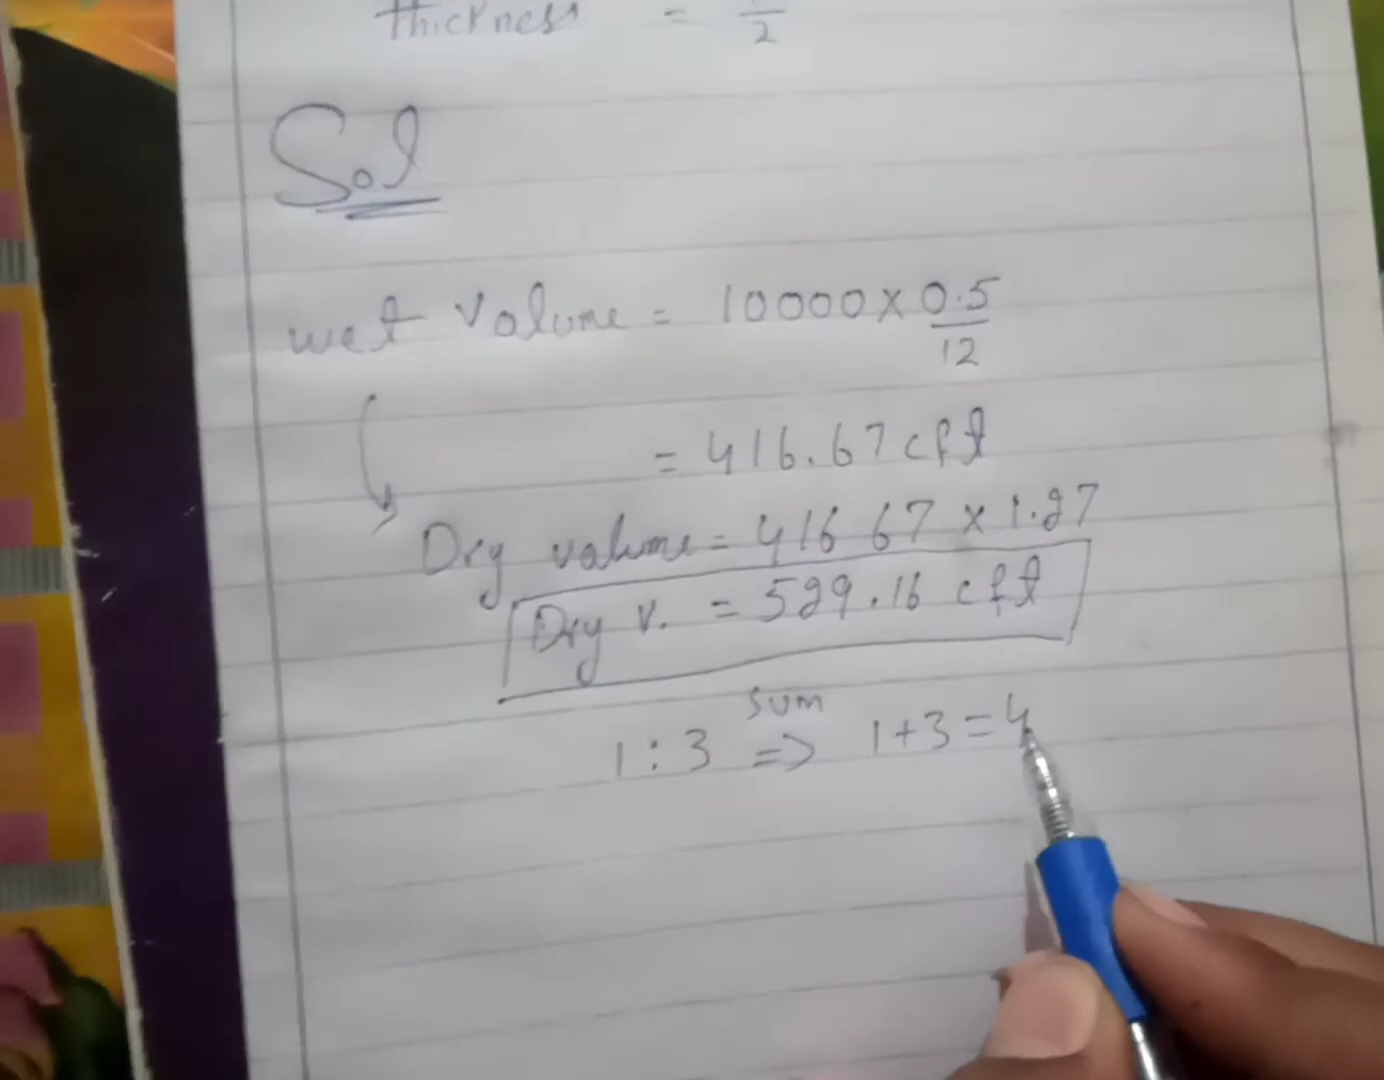 thickness = 1/2
Sol
wet Volume = 10000 x 0.5/12
= 416.67 cft
Dry volume = 416 67 x 1.27
Dry V. = 529.16 cft
sum
1 : 3 => 1+3=4